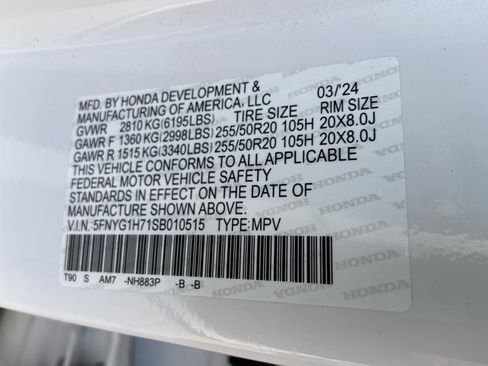 MFD. BY HONDA DEVELOPMENT & 03/'24
MANUFACTURING OF AMERICA, LLC
GVWR 2810 KG(6195LBS) TIRE SIZE RIM SIZE
GAWR F 1360 KG(2998LBS) 255/50R20 105H 20X8.0J
GAWR R 1515 KG(3340LBS) 255/50R20 105H 20X8.0J
THIS VEHICLE CONFORMS TO ALL APPLICABLE
FEDERAL MOTOR VEHICLE SAFETY
STANDARDS IN EFFECT ON THE DATE OF
MANUFACTURE SHOWN ABOVE.
V.I.N.:5FNYG1H71SB010515 TYPE:MPV
T90 S AM7 -NH883P -B -B
HONDA
HONDA
HONDA
HONDA
HONDA